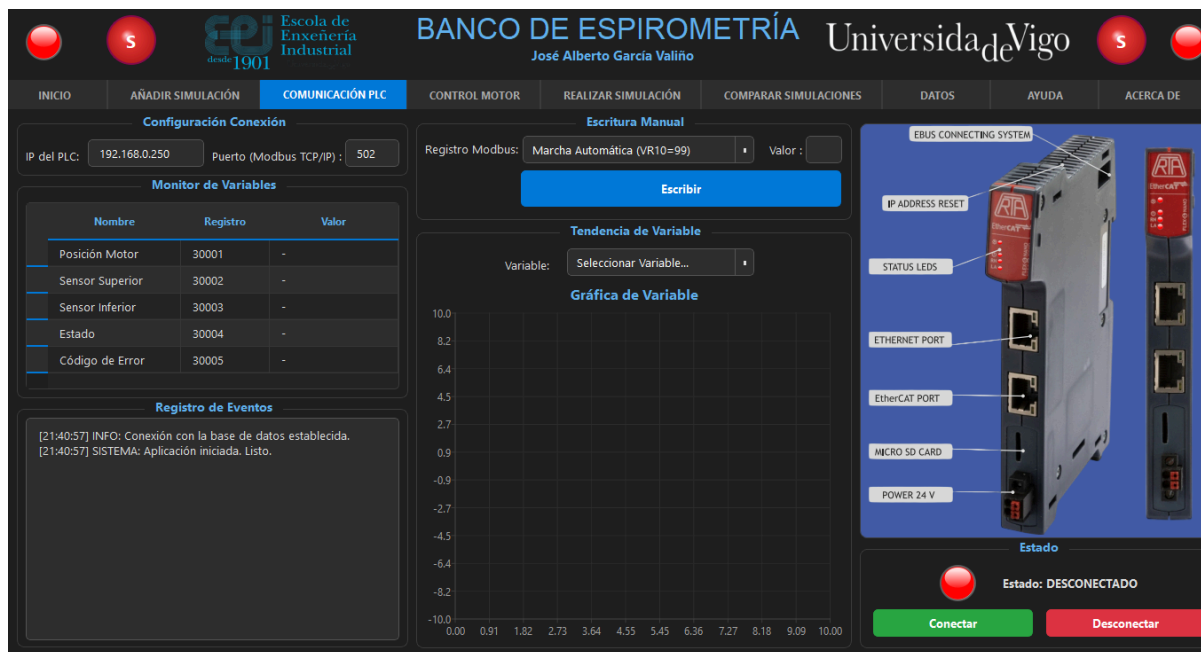 S
Escola de
Enxeñería
Industrial
desde 1901
BANCO DE ESPIROMETRÍA
José Alberto García Valiño
UniversidadeVigo
S
INICIO
AÑADIR SIMULACIÓN
COMUNICACIÓN PLC
CONTROL MOTOR
REALIZAR SIMULACIÓN
COMPARAR SIMULACIONES
DATOS
AYUDA
ACERCA DE
Configuración Conexión
IP del PLC: 192.168.0.250 Puerto (Modbus TCP/IP) : 502
Monitor de Variables
Nombre Registro Valor
Posición Motor 30001 -
Sensor Superior 30002 -
Sensor Inferior 30003 -
Estado 30004 -
Código de Error 30005 -
Registro de Eventos
[21:40:57] INFO: Conexión con la base de datos establecida.
[21:40:57] SISTEMA: Aplicación iniciada. Listo.
Escritura Manual
Registro Modbus: Marcha Automática (VR10=99) Valor :
Escribir
Tendencia de Variable
Variable: Seleccionar Variable...
Gráfica de Variable
10.0
8.2
6.4
4.5
2.7
0.9
-0.9
-2.7
-4.5
-6.4
-8.2
-10.0
0.00 0.91 1.82 2.73 3.64 4.55 5.45 6.36 7.27 8.18 9.09 10.00
EBUS CONNECTING SYSTEM
IP ADDRESS RESET
STATUS LEDS
ETHERNET PORT
EtherCAT PORT
MICRO SD CARD
POWER 24 V
RTA
EtherCAT
RTA
EtherCAT
Estado
Estado: DESCONECTADO
Conectar
Desconectar